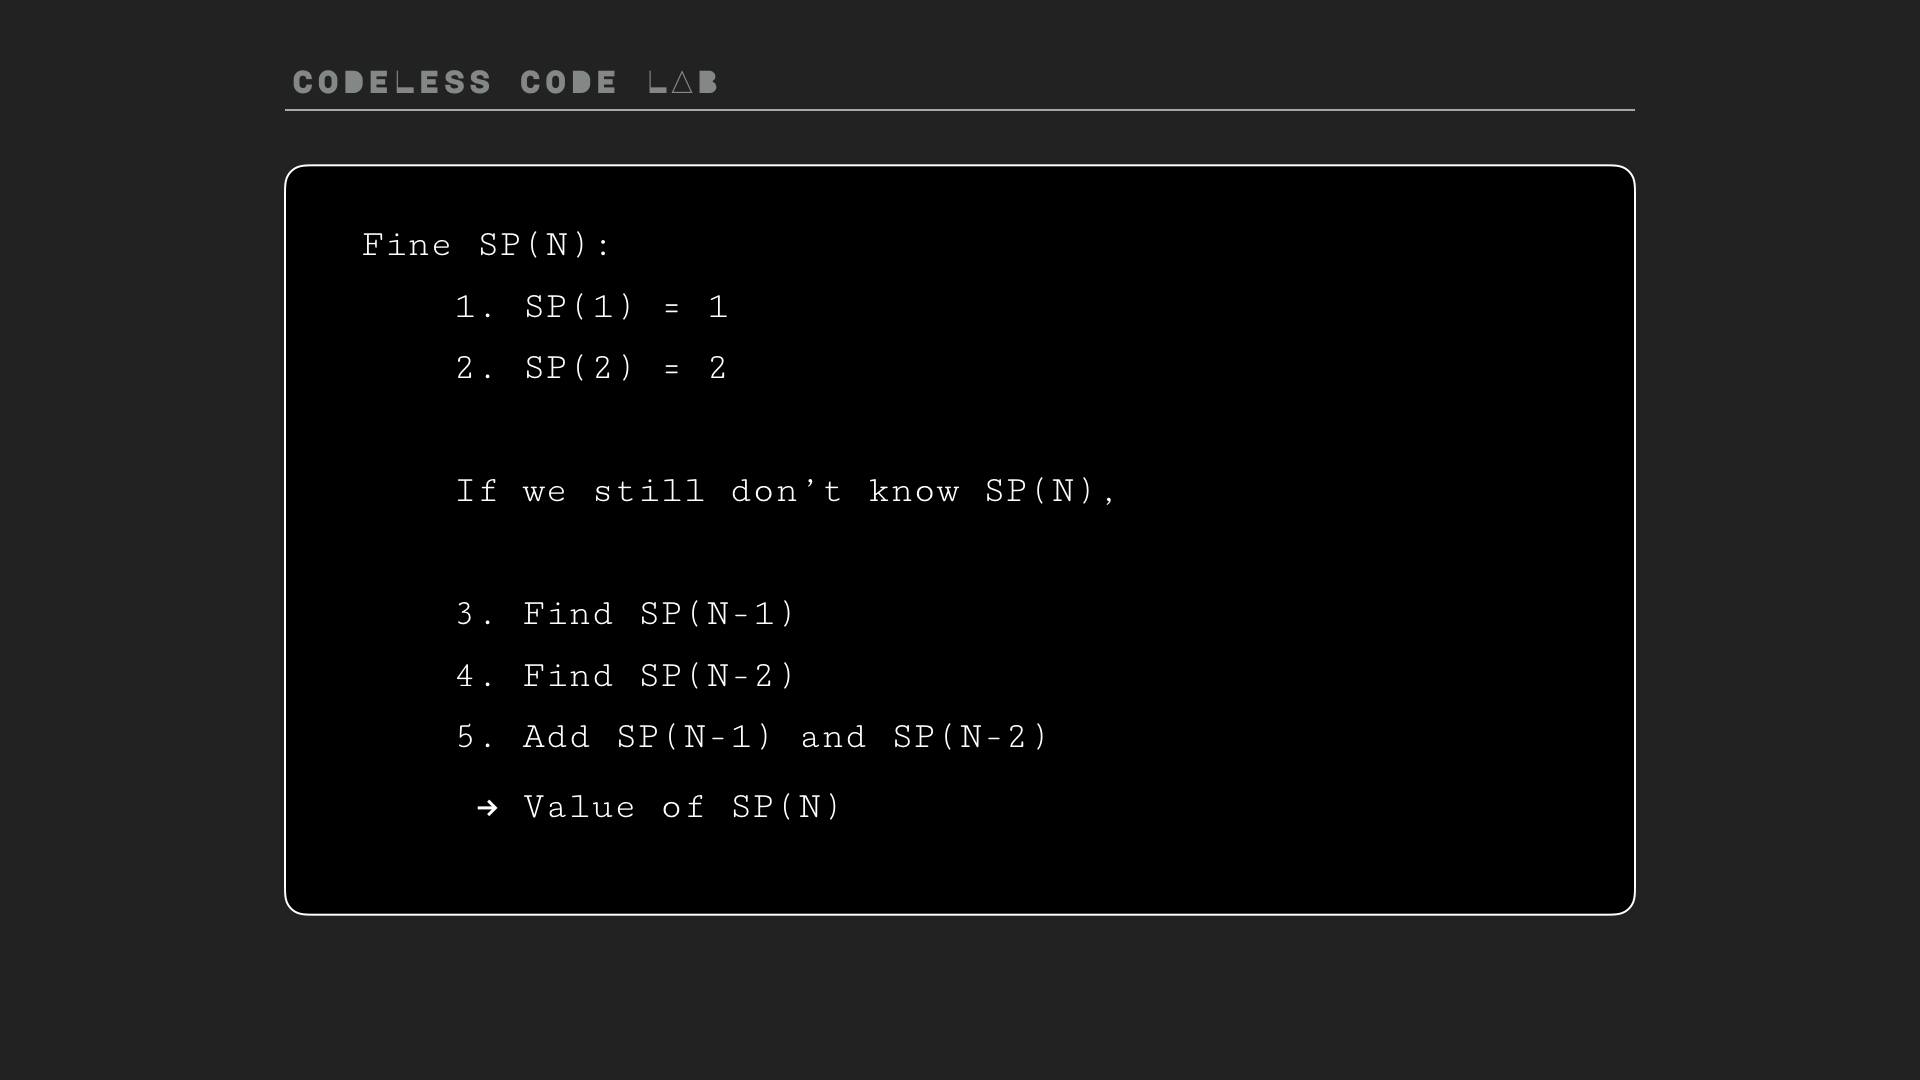 CODELESS CODE LAB
Fine SP(N):
1. SP(1) = 1
2. SP(2) = 2
If we still don’t know SP(N),
3. Find SP(N-1)
4. Find SP(N-2)
5. Add SP(N-1) and SP(N-2)
→ Value of SP(N)